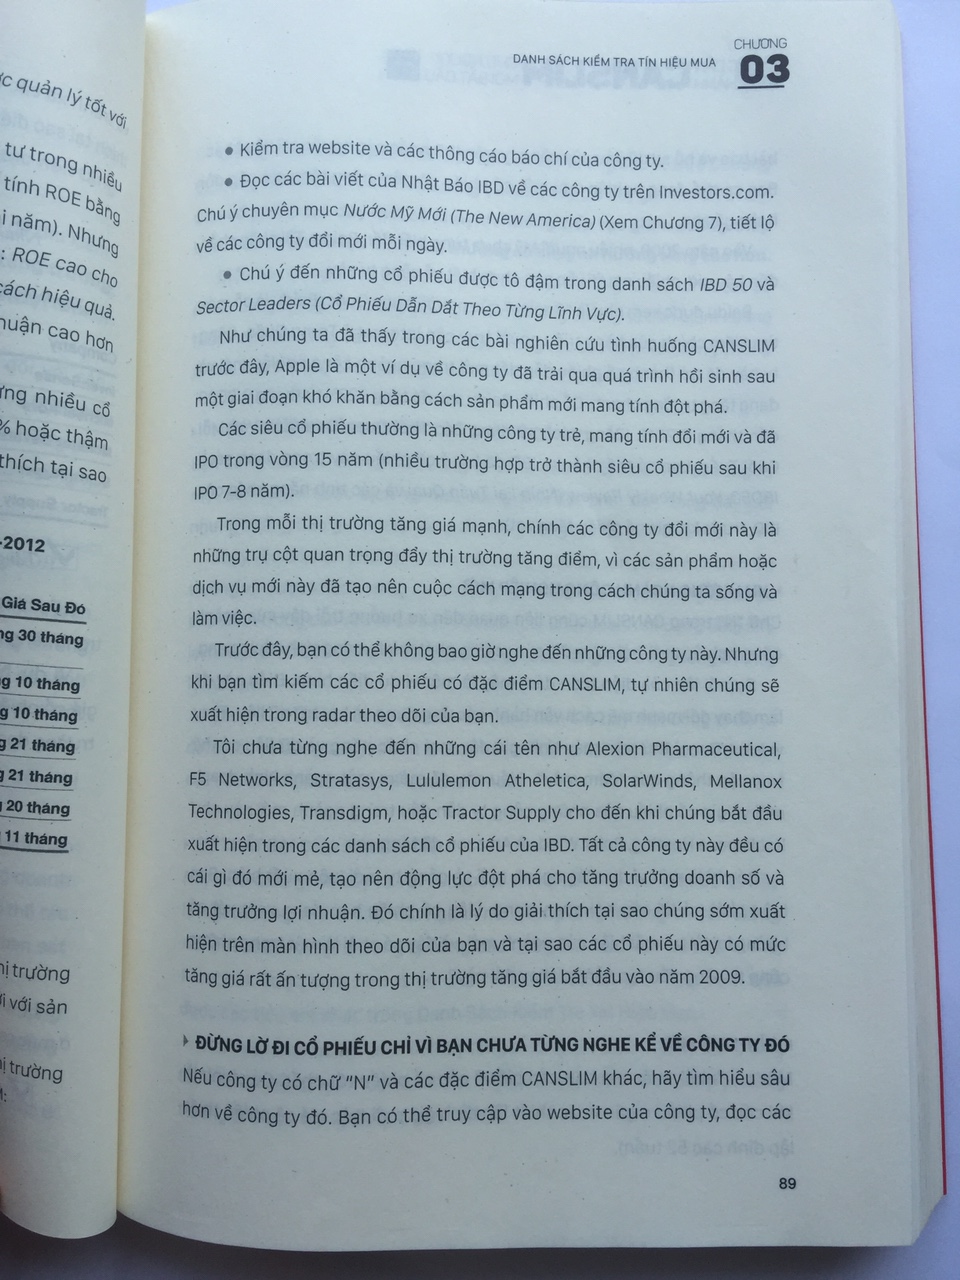 ực quản lý tốt với
tư trong nhiều
tính ROE bằng
i năm). Nhưng
: ROE cao cho
cách hiệu quả.
nhuận cao hơn
ững nhiều cổ
% hoặc thậm
thích tại sao
-2012
Giá Sau Đó
ng 30 tháng
g 10 tháng
g 10 tháng
g 21 tháng
g 21 tháng
g 20 tháng
g 11 tháng
hị trường
ới với sản
hị trường
M:
CHƯƠNG
DANH SÁCH KIỂM TRA TÍN HIỆU MUA
03
• Kiểm tra website và các thông cáo báo chí của công ty.
• Đọc các bài viết của Nhật Báo IBD về các công ty trên Investors.com.
Chú ý chuyên mục Nước Mỹ Mới (The New America) (Xem Chương 7), tiết lộ
về các công ty đổi mới mỗi ngày.
• Chú ý đến những cổ phiếu được tô đậm trong danh sách IBD 50 và
Sector Leaders (Cổ Phiếu Dẫn Dắt Theo Từng Lĩnh Vực).
Như chúng ta đã thấy trong các bài nghiên cứu tình huống CANSLIM
trước đây, Apple là một ví dụ về công ty đã trải qua quá trình hồi sinh sau
một giai đoạn khó khăn bằng cách sản phẩm mới mang tính đột phá.
Các siêu cổ phiếu thường là những công ty trẻ, mang tính đổi mới và đã
IPO trong vòng 15 năm (nhiều trường hợp trở thành siêu cổ phiếu sau khi
IPO 7-8 năm).
Trong mỗi thị trường tăng giá mạnh, chính các công ty đổi mới này là
những trụ cột quan trọng đẩy thị trường tăng điểm, vì các sản phẩm hoặc
dịch vụ mới này đã tạo nên cuộc cách mạng trong cách chúng ta sống và
làm việc.
Trước đây, bạn có thể không bao giờ nghe đến những công ty này. Nhưng
khi bạn tìm kiếm các cổ phiếu có đặc điểm CANSLIM, tự nhiên chúng sẽ
xuất hiện trong radar theo dõi của bạn.
Tôi chưa từng nghe đến những cái tên như Alexion Pharmaceutical,
F5 Networks, Stratasys, Lululemon Atheletica, SolarWinds, Mellanox
Technologies, Transdigm, hoặc Tractor Supply cho đến khi chúng bắt đầu
xuất hiện trong các danh sách cổ phiếu của IBD. Tất cả công ty này đều có
cái gì đó mới mẻ, tạo nên động lực đột phá cho tăng trưởng doanh số và
tăng trưởng lợi nhuận. Đó chính là lý do giải thích tại sao chúng sớm xuất
hiện trên màn hình theo dõi của bạn và tại sao các cổ phiếu này có mức
tăng giá rất ấn tượng trong thị trường tăng giá bắt đầu vào năm 2009.
ĐỪNG LỜ ĐI CỔ PHIẾU CHỈ VÌ BẠN CHƯA TỪNG NGHE KỂ VỀ CÔNG TY ĐÓ
Nếu công ty có chữ "N" và các đặc điểm CANSLIM khác, hãy tìm hiểu sâu
hơn về công ty đó. Bạn có thể truy cập vào website của công ty, đọc các
89